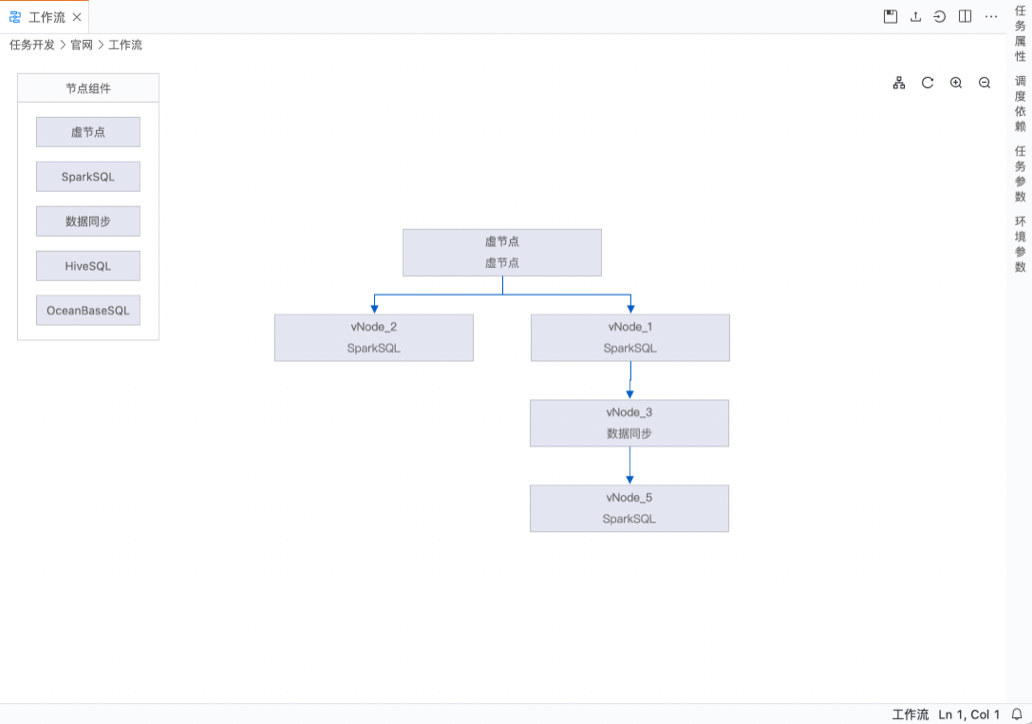 工作流
任务开发 > 官网 > 工作流
节点组件
虚节点
SparkSQL
数据同步
HiveSQL
OceanBaseSQL
虚节点
虚节点
vNode_2
SparkSQL
vNode_1
SparkSQL
vNode_3
数据同步
vNode_5
SparkSQL
任务属性
调度依赖
任务参数
环境参数
工作流 Ln 1, Col 1